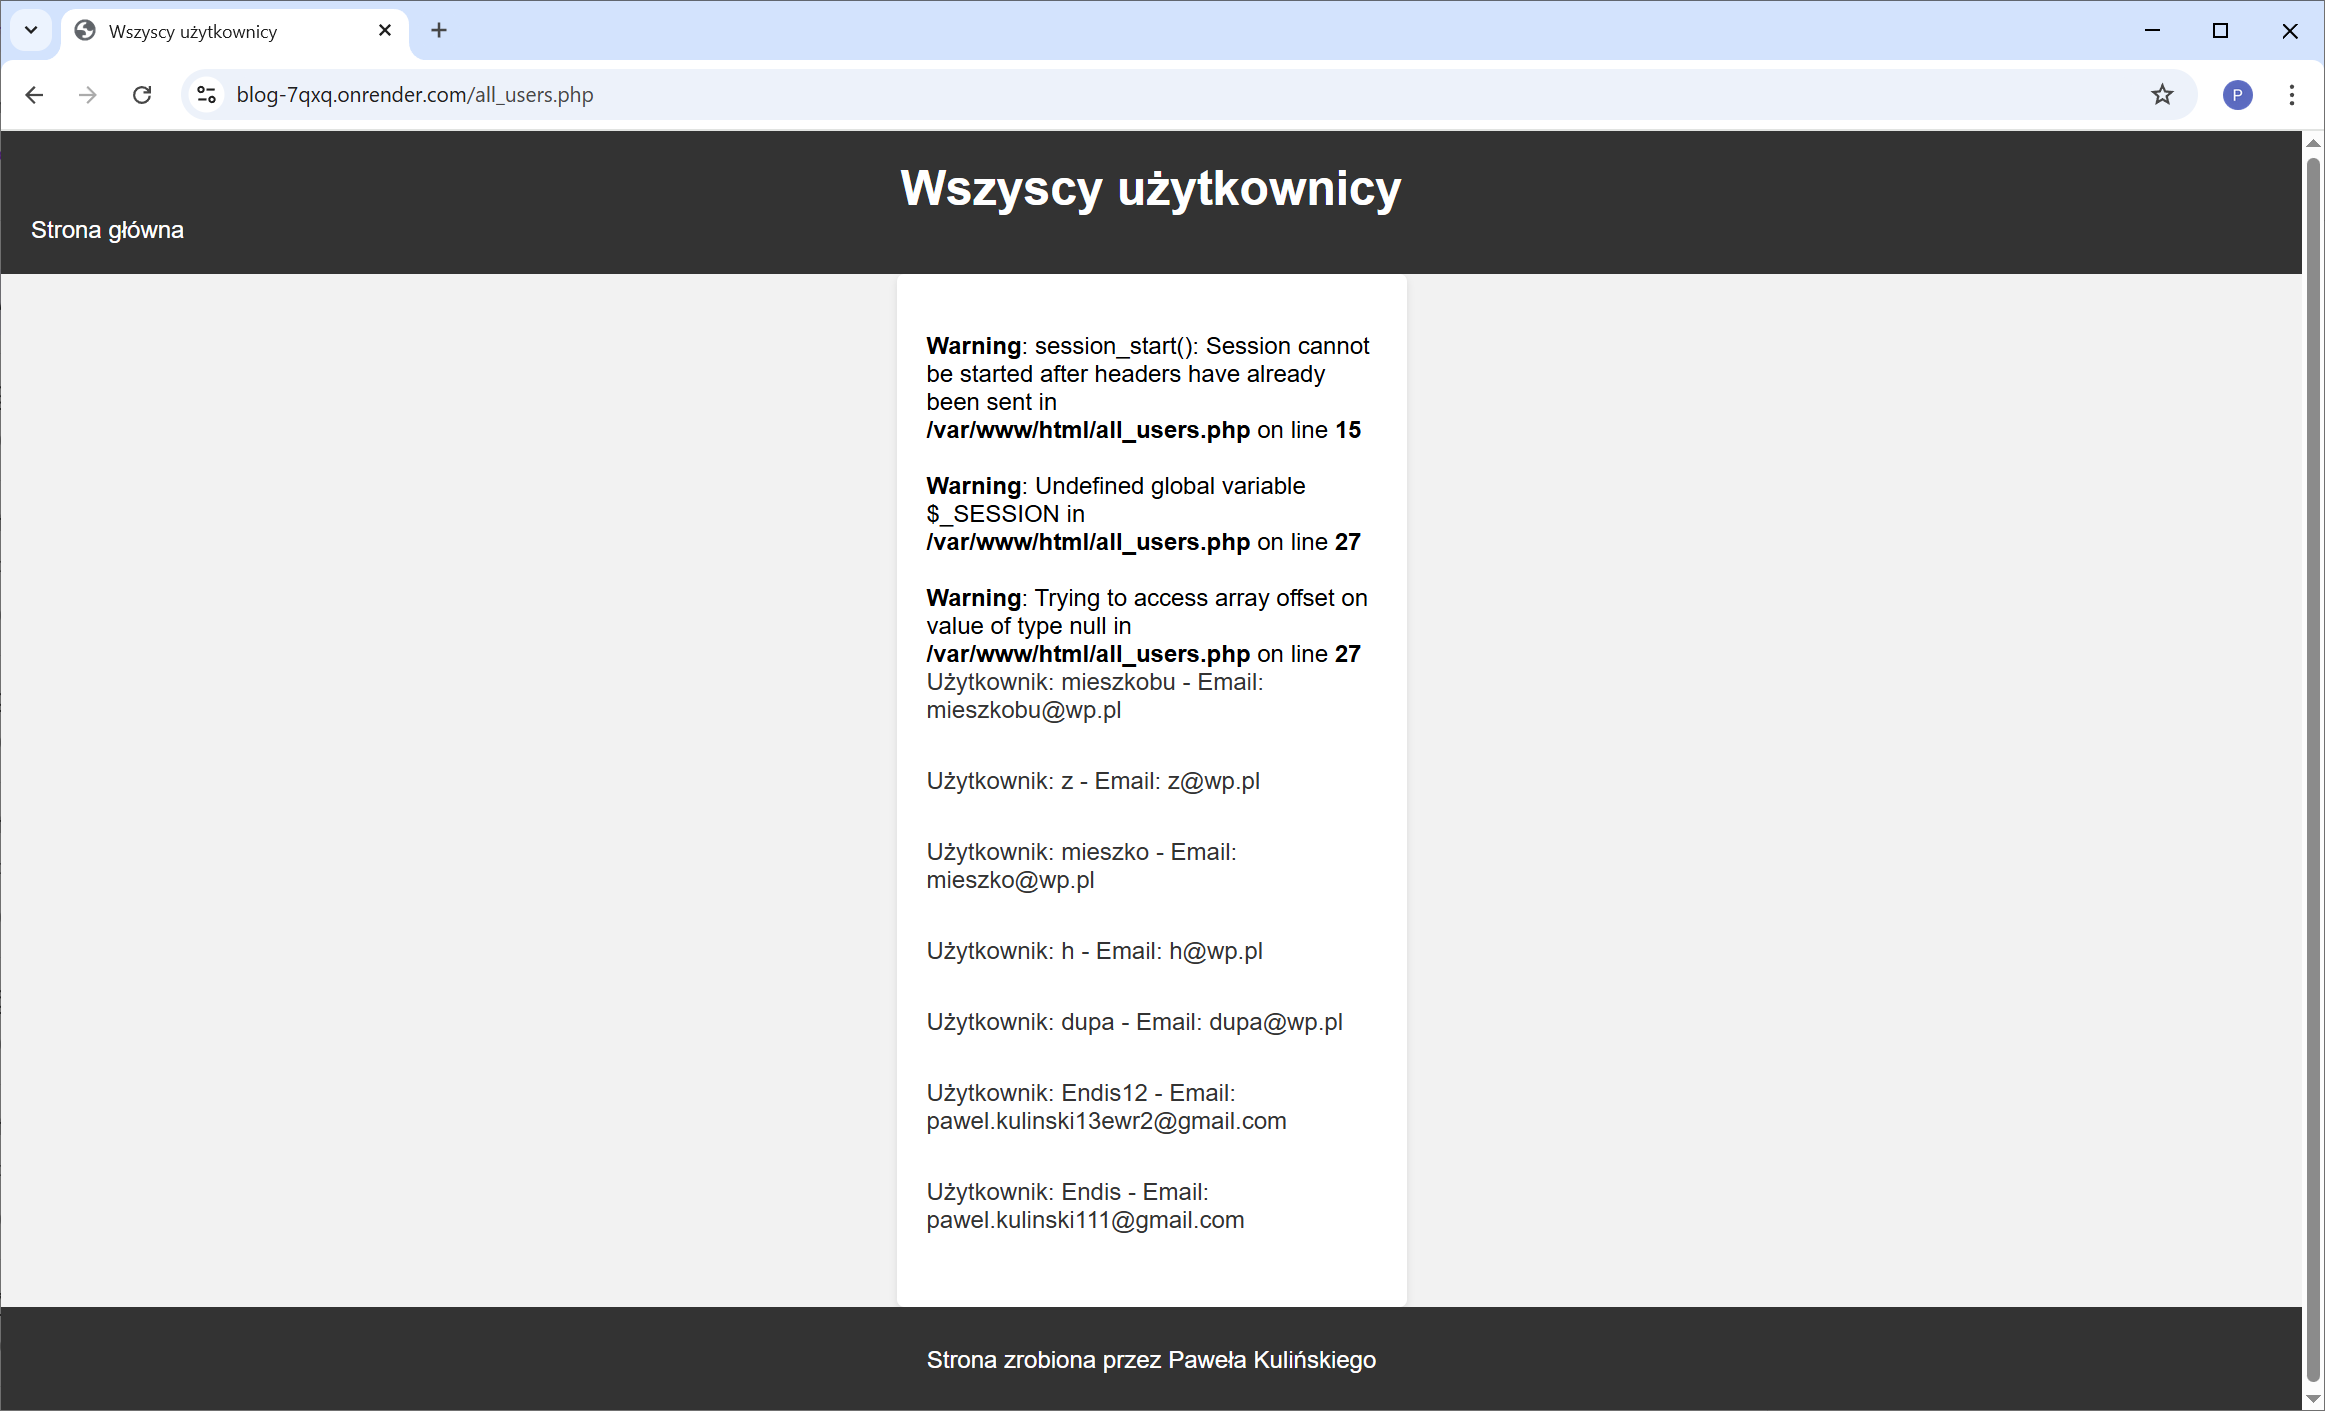 Wszyscy użytkownicy
blog-7qxq.onrender.com/all_users.php
P
Wszyscy użytkownicy
Strona główna
Warning: session_start(): Session cannot
be started after headers have already
been sent in
/var/www/html/all_users.php on line 15
Warning: Undefined global variable
$_SESSION in
/var/www/html/all_users.php on line 27
Warning: Trying to access array offset on
value of type null in
/var/www/html/all_users.php on line 27
Użytkownik: mieszkobu - Email:
mieszkobu@wp.pl
Użytkownik: z - Email: z@wp.pl
Użytkownik: mieszko - Email:
mieszko@wp.pl
Użytkownik: h - Email: h@wp.pl
Użytkownik: dupa - Email: dupa@wp.pl
Użytkownik: Endis12 - Email:
pawel.kulinski13ewr2@gmail.com
Użytkownik: Endis - Email:
pawel.kulinski111@gmail.com
Strona zrobiona przez Paweła Kulińskiego